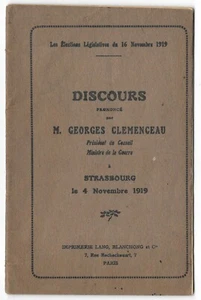 Les Élections Législatives du 16 Novembre 1919
DISCOURS
PRONONCÉ
par
M. GEORGES CLEMENCEAU
Président du Conseil
Ministre de la Guerre
à
STRASBOURG
le 4 Novembre 1919
IMPRIMERIE LANG, BLANCHONG et Cie
7, Rue Rochechouart, 7
PARIS